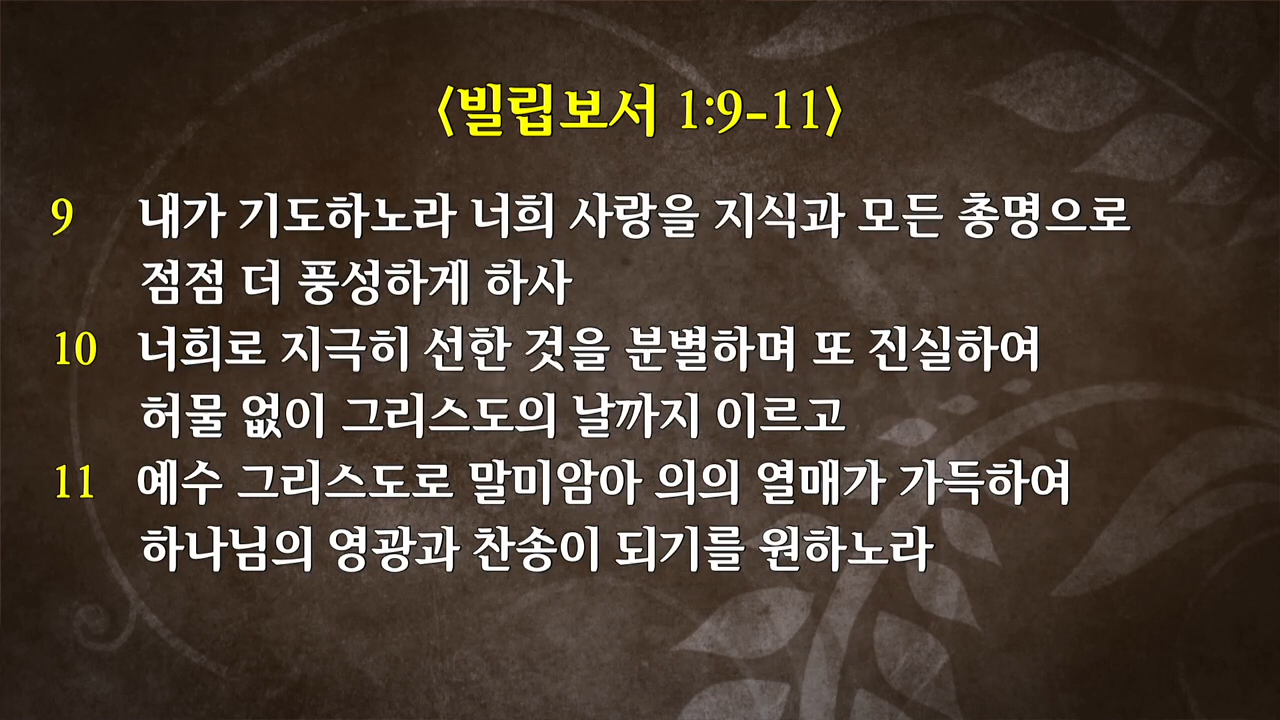 <빌립보서 1:9-11>
9 내가 기도하노라 너희 사랑을 지식과 모든 총명으로
점점 더 풍성하게 하사
10 너희로 지극히 선한 것을 분별하며 또 진실하여
허물 없이 그리스도의 날까지 이르고
11 예수 그리스도로 말미암아 의의 열매가 가득하여
하나님의 영광과 찬송이 되기를 원하노라